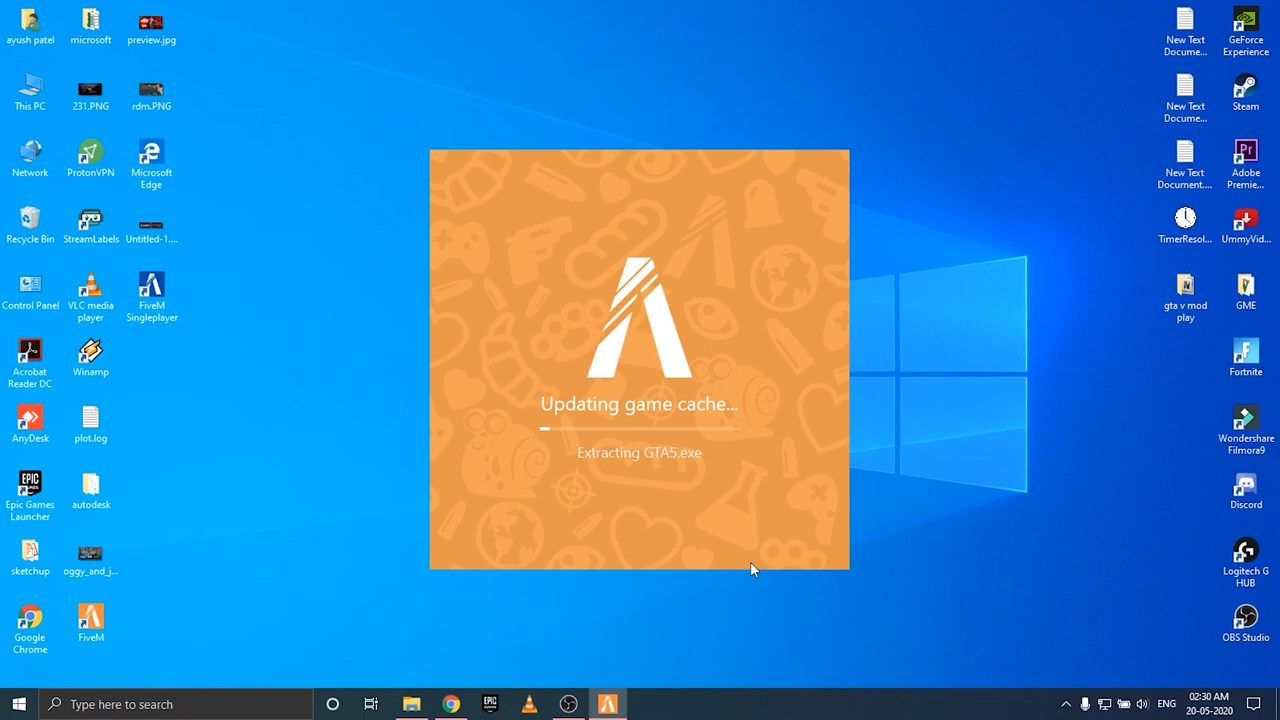 ayush patel
microsoft
preview.jpg
This PC
231.PNG
rdm.PNG
Network
ProtonVPN
Microsoft
Edge
Recycle Bin
StreamLabels
Untitled-1....
Control Panel
VLC media
player
FiveM
Singleplayer
Acrobat
Reader DC
Winamp
AnyDesk
plot.log
EPIC
GAMES
Epic Games
Launcher
autodesk
sketchup
oggy_and_j...
Google
Chrome
FiveM
Updating game cache...
Extracting GTA5.exe
New Text
Docume...
GeForce
Experience
New Text
Docume...
Steam
New Text
Document....
Pr
Adobe
Premie...
TimerResol...
UmmyVid...
gta v mod
play
GME
F
Fortnite
Wondershare
Filmora9
Discord
Logitech G
HUB
OBS Studio
Type here to search
EPIC
ENG
02:30 AM
20-05-2020